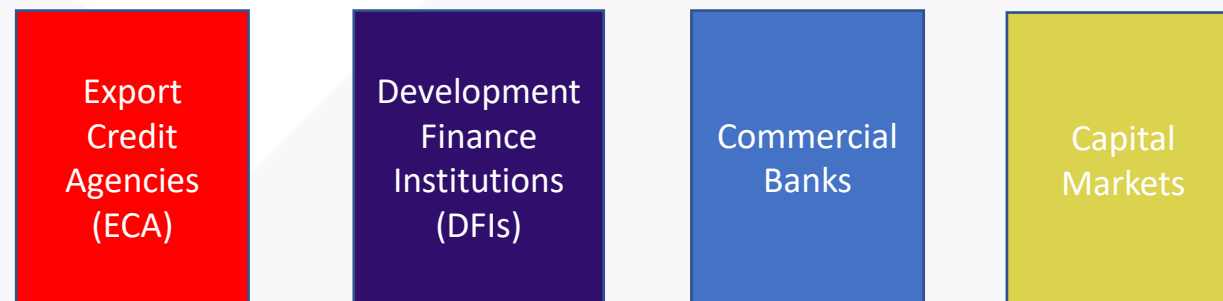 Export
Credit
Agencies
(ECA)
Development
Finance
Institutions
(DFIs)
Commercial
Banks
Capital
Markets